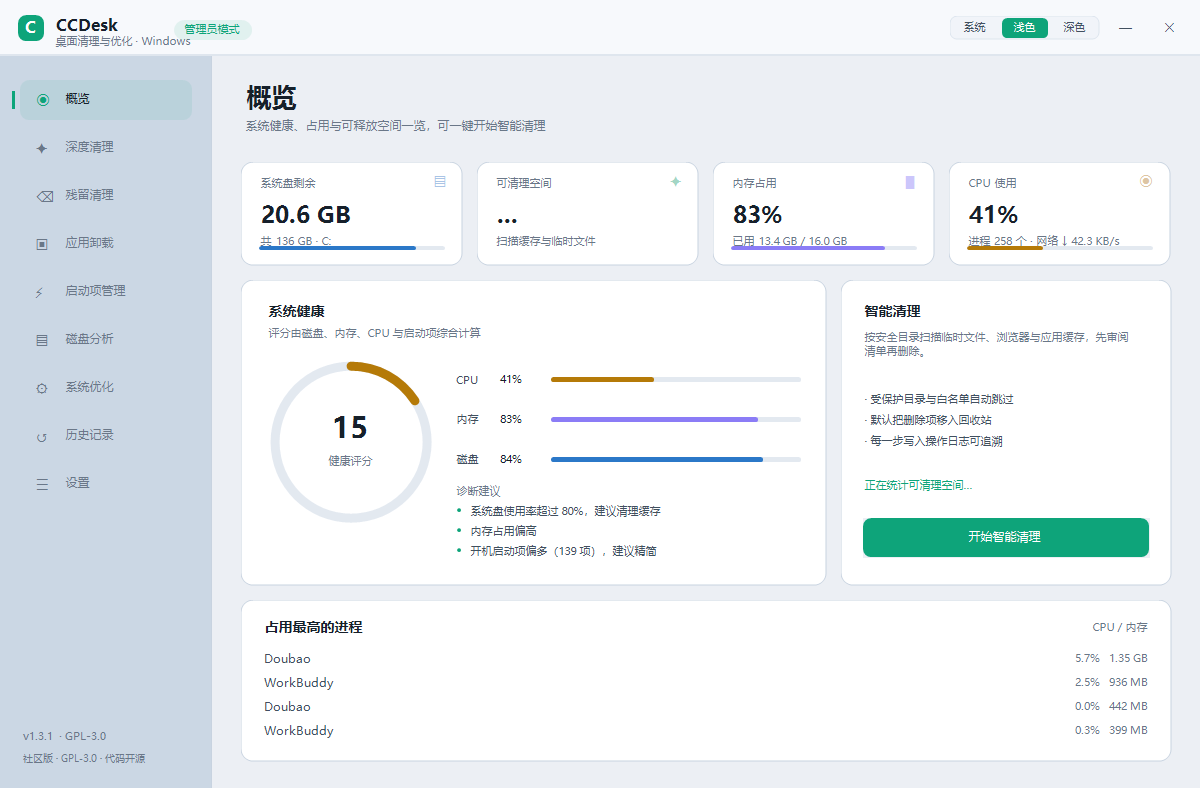 C CCDesk
管理员模式
桌面清理与优化 · Windows
系统 浅色 深色
概览
深度清理
残留清理
应用卸载
启动项管理
磁盘分析
系统优化
历史记录
设置
v1.3.1 · GPL-3.0
社区版 · GPL-3.0 · 代码开源
概览
系统健康、占用与可释放空间一览，可一键开始智能清理
系统盘剩余
20.6 GB
共 136 GB · C:
可清理空间
...
扫描缓存与临时文件
内存占用
83%
已用 13.4 GB / 16.0 GB
CPU 使用
41%
进程 258 个 · 网络 ↓ 42.3 KB/s
系统健康
评分由磁盘、内存、CPU 与启动项综合计算
15
健康评分
CPU 41%
内存 83%
磁盘 84%
诊断建议
• 系统盘使用率超过 80%，建议清理缓存
• 内存占用偏高
• 开机启动项偏多（139 项），建议精简
智能清理
按安全目录扫描临时文件、浏览器与应用缓存，先审阅
清单再删除。
· 受保护目录与白名单自动跳过
· 默认把删除项移入回收站
· 每一步写入操作日志可追溯
正在统计可清理空间...
开始智能清理
占用最高的进程 CPU / 内存
Doubao 5.7% 1.35 GB
WorkBuddy 2.5% 936 MB
Doubao 0.0% 442 MB
WorkBuddy 0.3% 399 MB